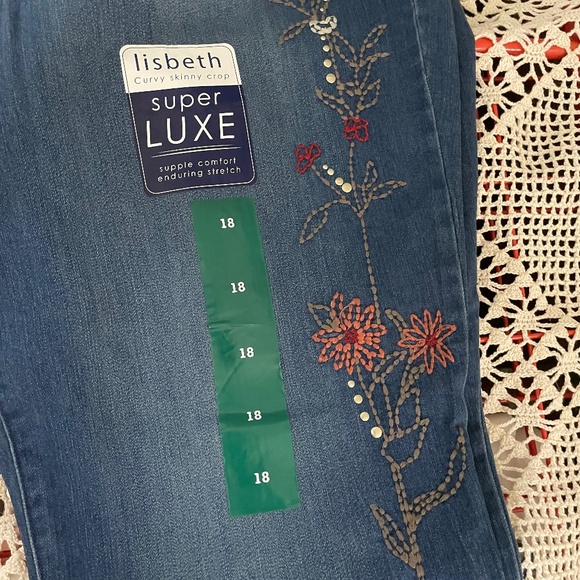 lisbeth
Curvy skinny crop
super
LUXE
supple comfort
enduring stretch
18
18
18
18
18